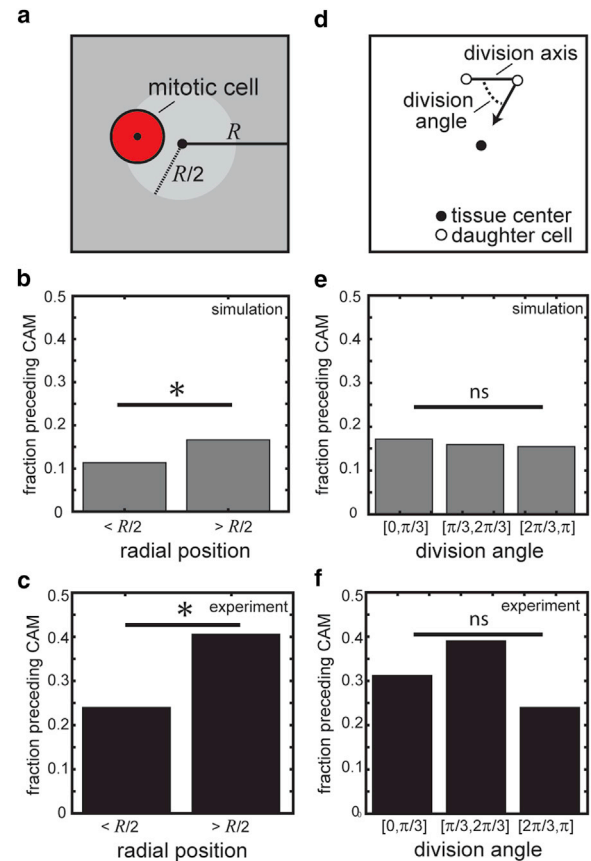 a
mitotic cell
R
R/2
d
division axis
division
angle
tissue center
daughter cell
b
0.5
0.4
0.3
0.2
0.1
0
fraction preceding CAM
simulation
*
< R/2
> R/2
radial position
e
0.5
0.4
0.3
0.2
0.1
0
fraction preceding CAM
simulation
ns
[0,π/3]
[π/3,2π/3]
[2π/3,π]
division angle
c
0.5
0.4
0.3
0.2
0.1
0
fraction preceding CAM
experiment
*
< R/2
> R/2
radial position
f
0.5
0.4
0.3
0.2
0.1
0
fraction preceding CAM
experiment
ns
[0,π/3]
[π/3,2π/3]
[2π/3,π]
division angle